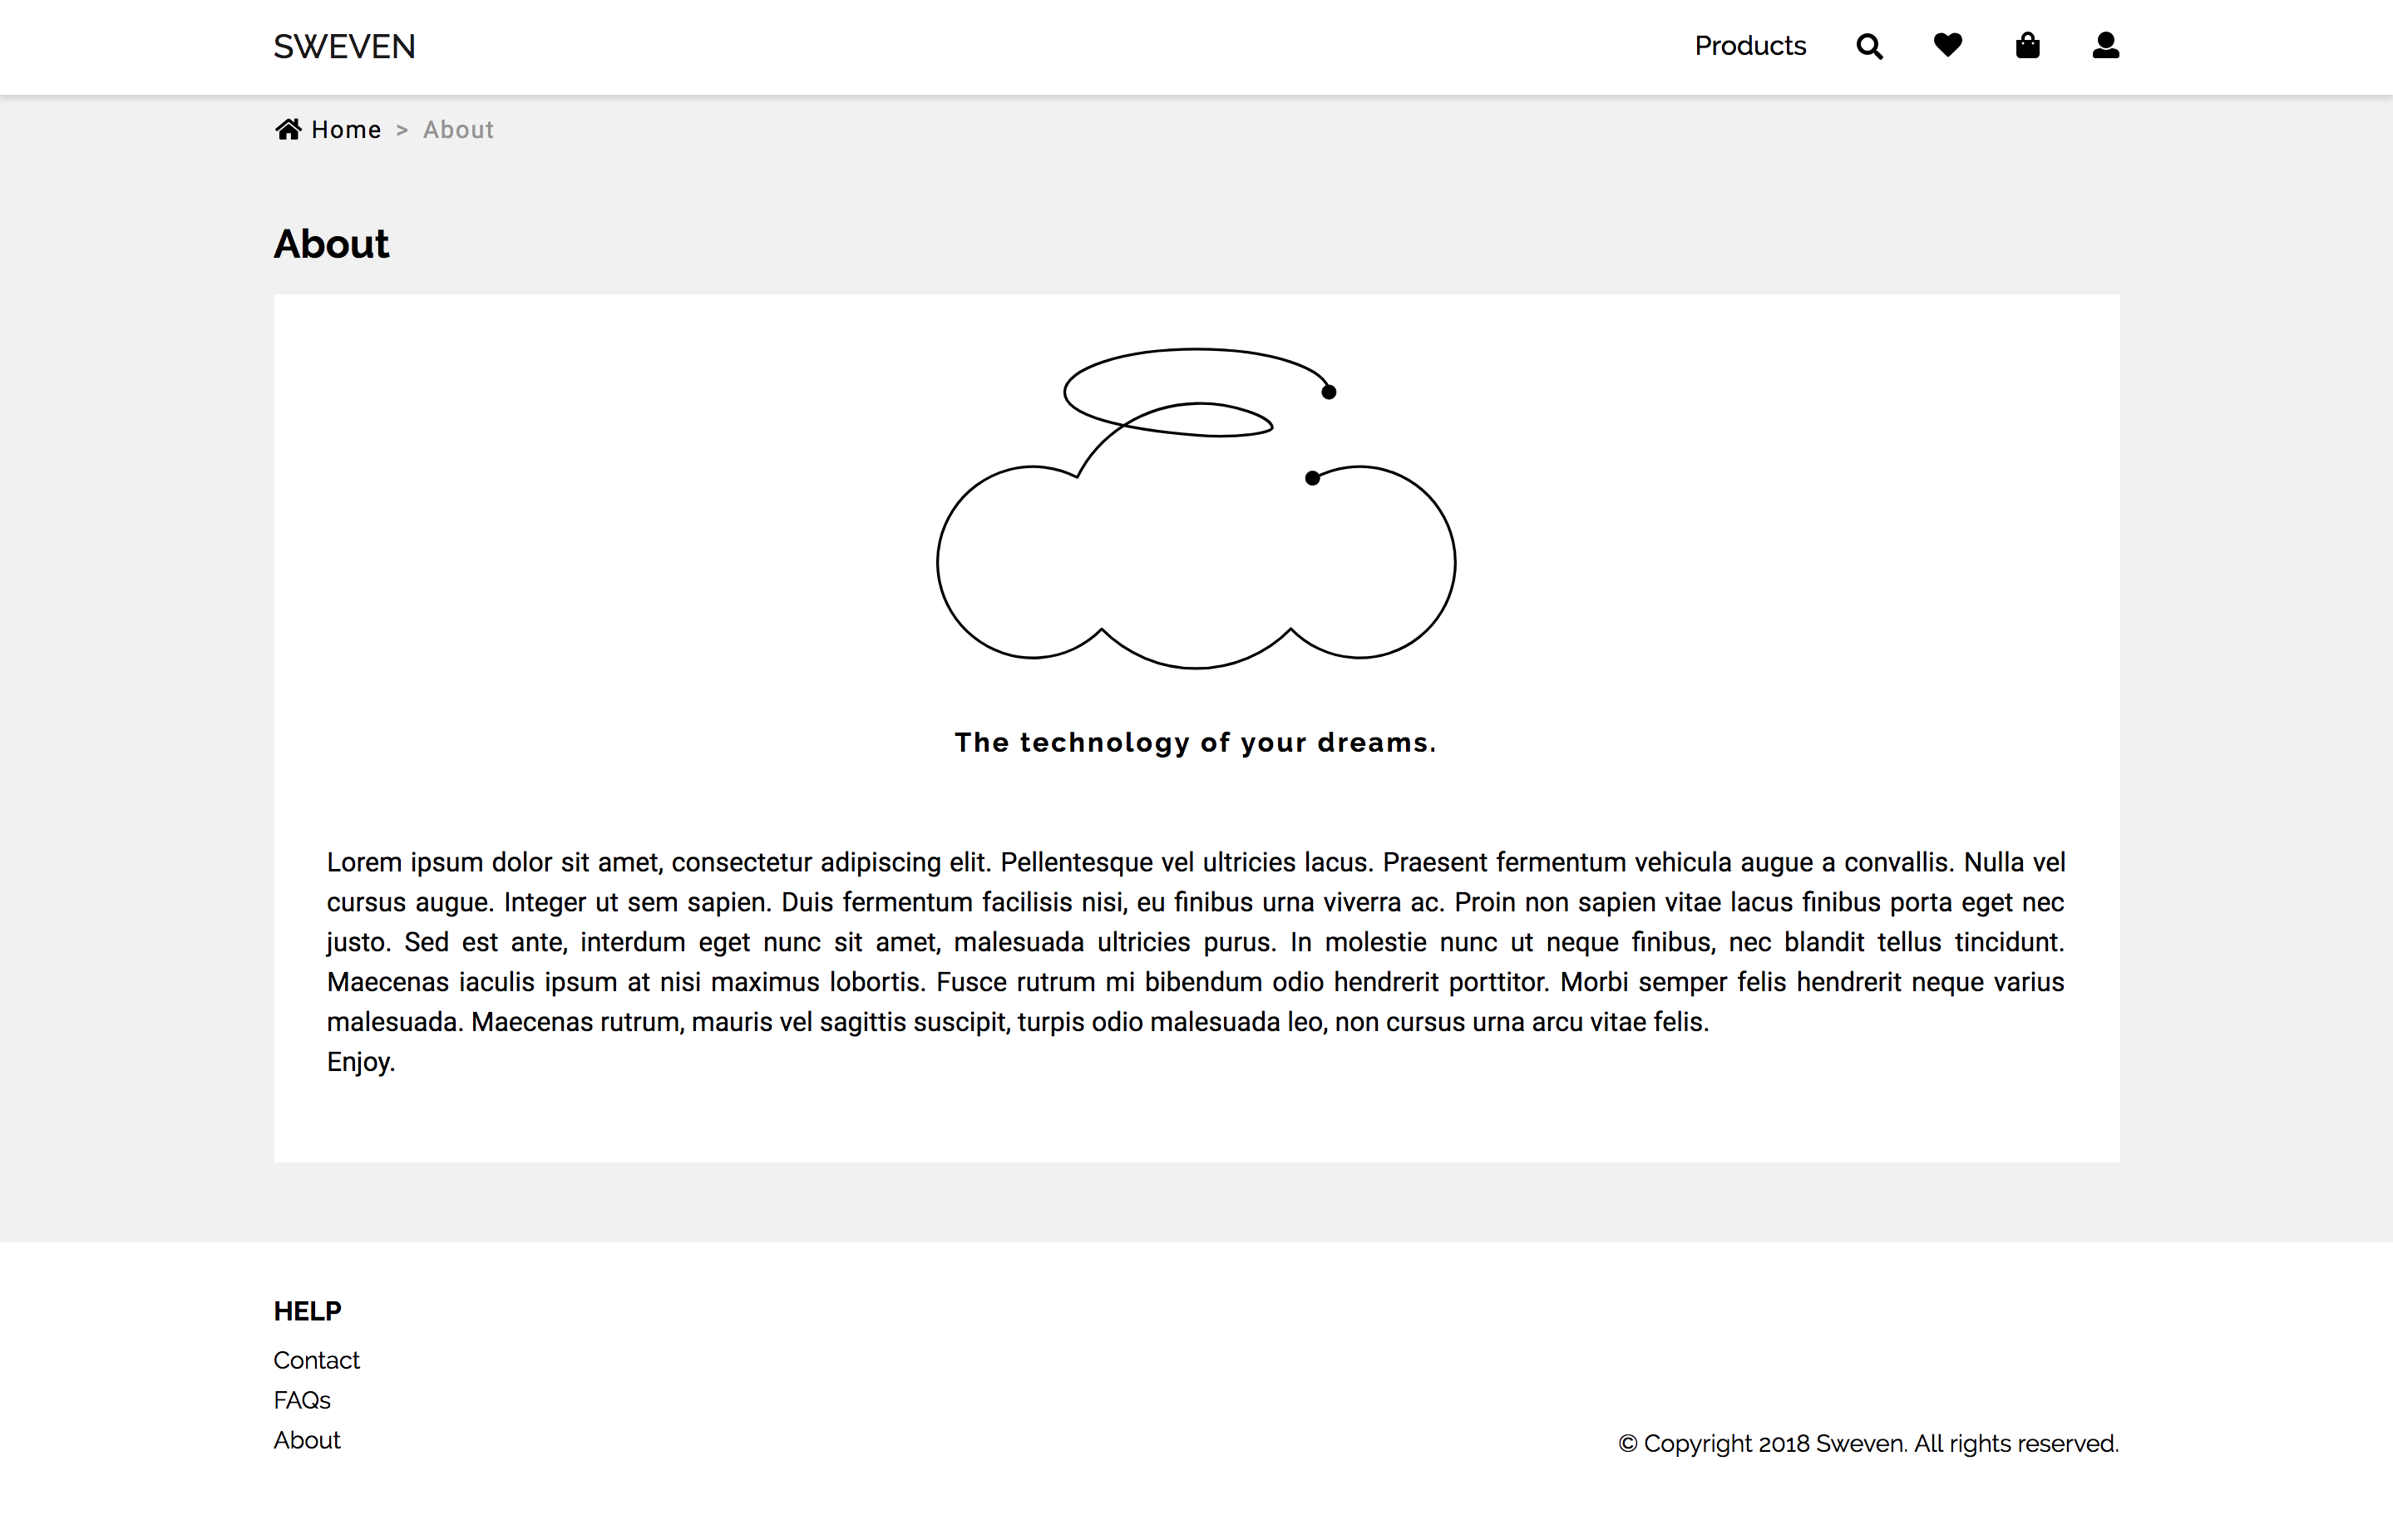 SWEVEN
Products
Home > About
About
The technology of your dreams.
Lorem ipsum dolor sit amet, consectetur adipiscing elit. Pellentesque vel ultricies lacus. Praesent fermentum vehicula augue a convallis. Nulla vel
cursus augue. Integer ut sem sapien. Duis fermentum facilisis nisi, eu finibus urna viverra ac. Proin non sapien vitae lacus finibus porta eget nec
justo. Sed est ante, interdum eget nunc sit amet, malesuada ultricies purus. In molestie nunc ut neque finibus, nec blandit tellus tincidunt.
Maecenas iaculis ipsum at nisi maximus lobortis. Fusce rutrum mi bibendum odio hendrerit porttitor. Morbi semper felis hendrerit neque varius
malesuada. Maecenas rutrum, mauris vel sagittis suscipit, turpis odio malesuada leo, non cursus urna arcu vitae felis.
Enjoy.
HELP
Contact
FAQs
About
© Copyright 2018 Sweven. All rights reserved.